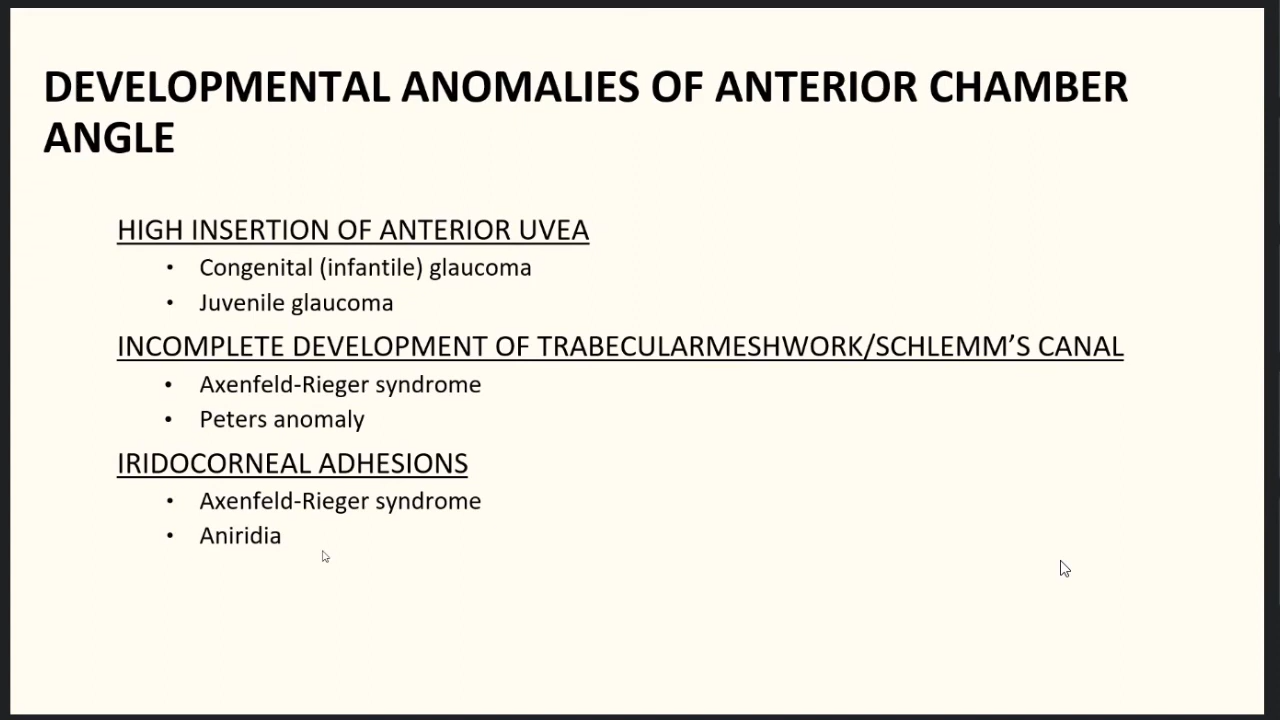 DEVELOPMENTAL ANOMALIES OF ANTERIOR CHAMBER
ANGLE
HIGH INSERTION OF ANTERIOR UVEA
• Congenital (infantile) glaucoma
• Juvenile glaucoma
INCOMPLETE DEVELOPMENT OF TRABECULARMESHWORK/SCHLEMM’S CANAL
• Axenfeld-Rieger syndrome
• Peters anomaly
IRIDOCORNEAL ADHESIONS
• Axenfeld-Rieger syndrome
• Aniridia